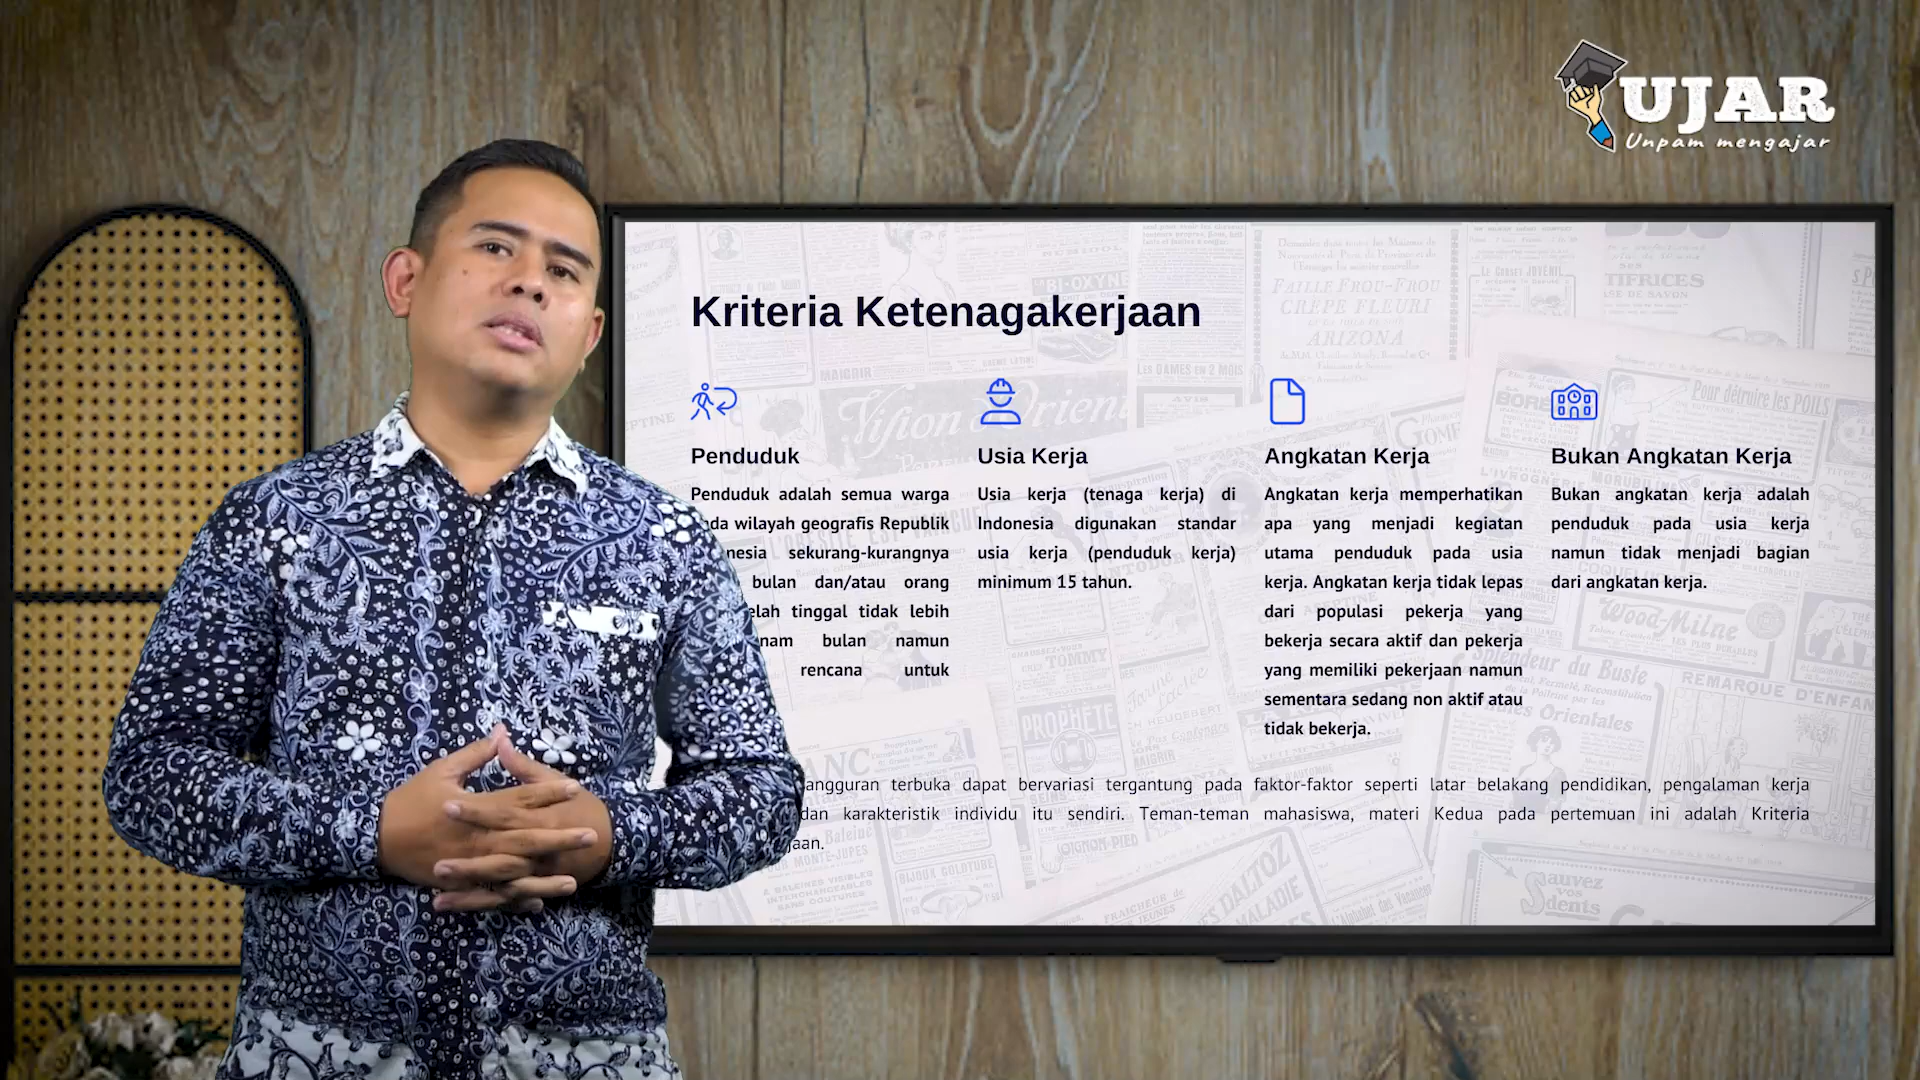 UJAR
Unpam mengajar
Kriteria Ketenagakerjaan
Penduduk
Penduduk adalah semua warga
wilayah geografis Republik
sekurang-kurangnya
bulan dan/atau orang
tinggal tidak lebih
bulan namun
rencana untuk
Usia Kerja
Usia kerja (tenaga kerja) di
Indonesia digunakan standar
usia kerja (penduduk kerja)
minimum 15 tahun.
Angkatan Kerja
Angkatan kerja memperhatikan
apa yang menjadi kegiatan
utama penduduk pada usia
kerja. Angkatan kerja tidak lepas
dari populasi pekerja yang
bekerja secara aktif dan pekerja
yang memiliki pekerjaan namun
sementara sedang non aktif atau
tidak bekerja.
Bukan Angkatan Kerja
Bukan angkatan kerja adalah
penduduk pada usia kerja
namun tidak menjadi bagian
dari angkatan kerja.
terbuka dapat bervariasi tergantung pada faktor-faktor seperti latar belakang pendidikan, pengalaman kerja
dan karakteristik individu itu sendiri. Teman-teman mahasiswa, materi Kedua pada pertemuan ini adalah Kriteria